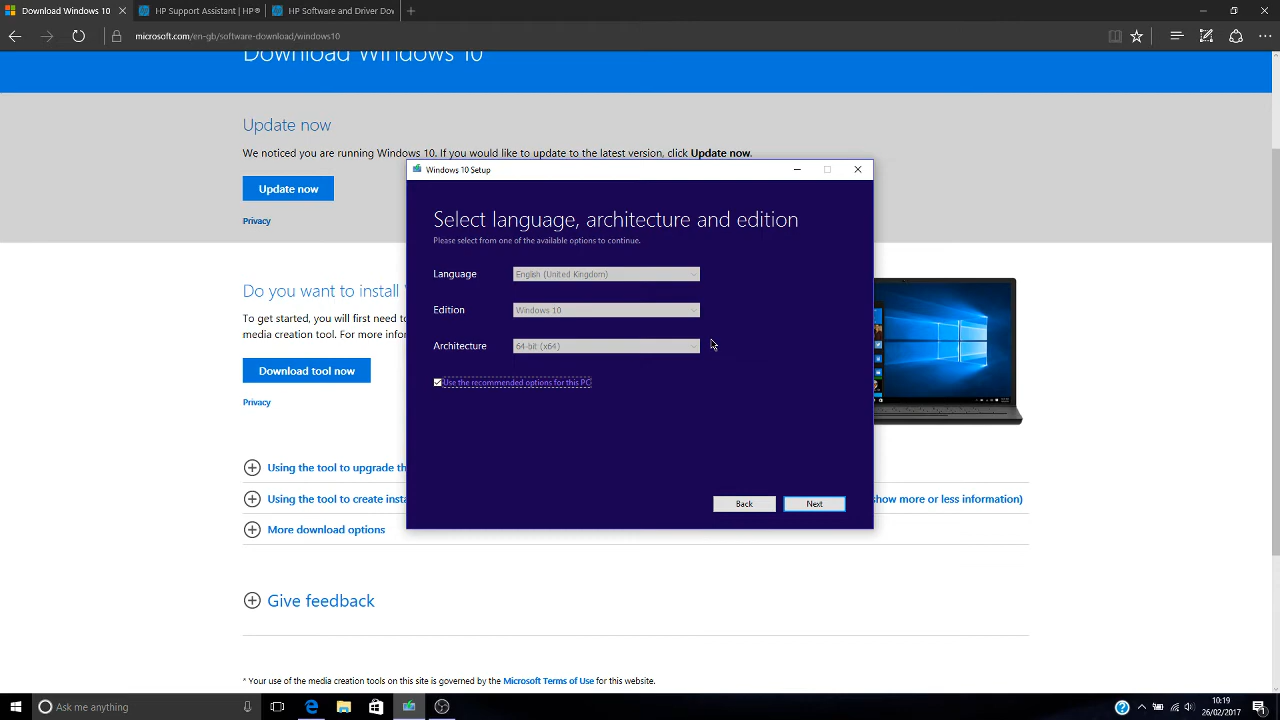 Download Windows 10
HP Support Assistant | HP®
HP Software and Driver Dov
microsoft.com/en-gb/software-download/windows10
Download Windows 10
Update now
We noticed you are running Windows 10. If you would like to update to the latest version, click Update now.
Update now
Privacy
Windows 10 Setup
Select language, architecture and edition
Please select from one of the available options to continue.
Language
English (United Kingdom)
Edition
Windows 10
Architecture
64-bit (x64)
Use the recommended options for this PC
Back
Next
Do you want to install
To get started, you will first need to
media creation tool. For more infor
Download tool now
Privacy
Using the tool to upgrade th
Using the tool to create insta
show more or less information)
More download options
Give feedback
* Your use of the media creation tools on this site is governed by the Microsoft Terms of Use for this website.
Ask me anything
10:19
26/02/2017